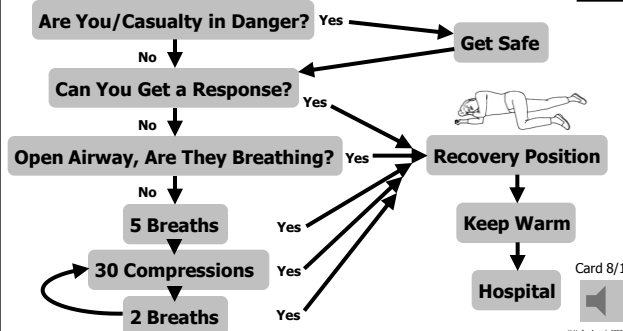 Are You/Casualty in Danger?
Yes
Get Safe
No
Can You Get a Response?
Yes
No
Open Airway, Are They Breathing?
Yes
Recovery Position
No
5 Breaths
Yes
Keep Warm
30 Compressions
Yes
Card 8/1
Hospital
2 Breaths
Yes